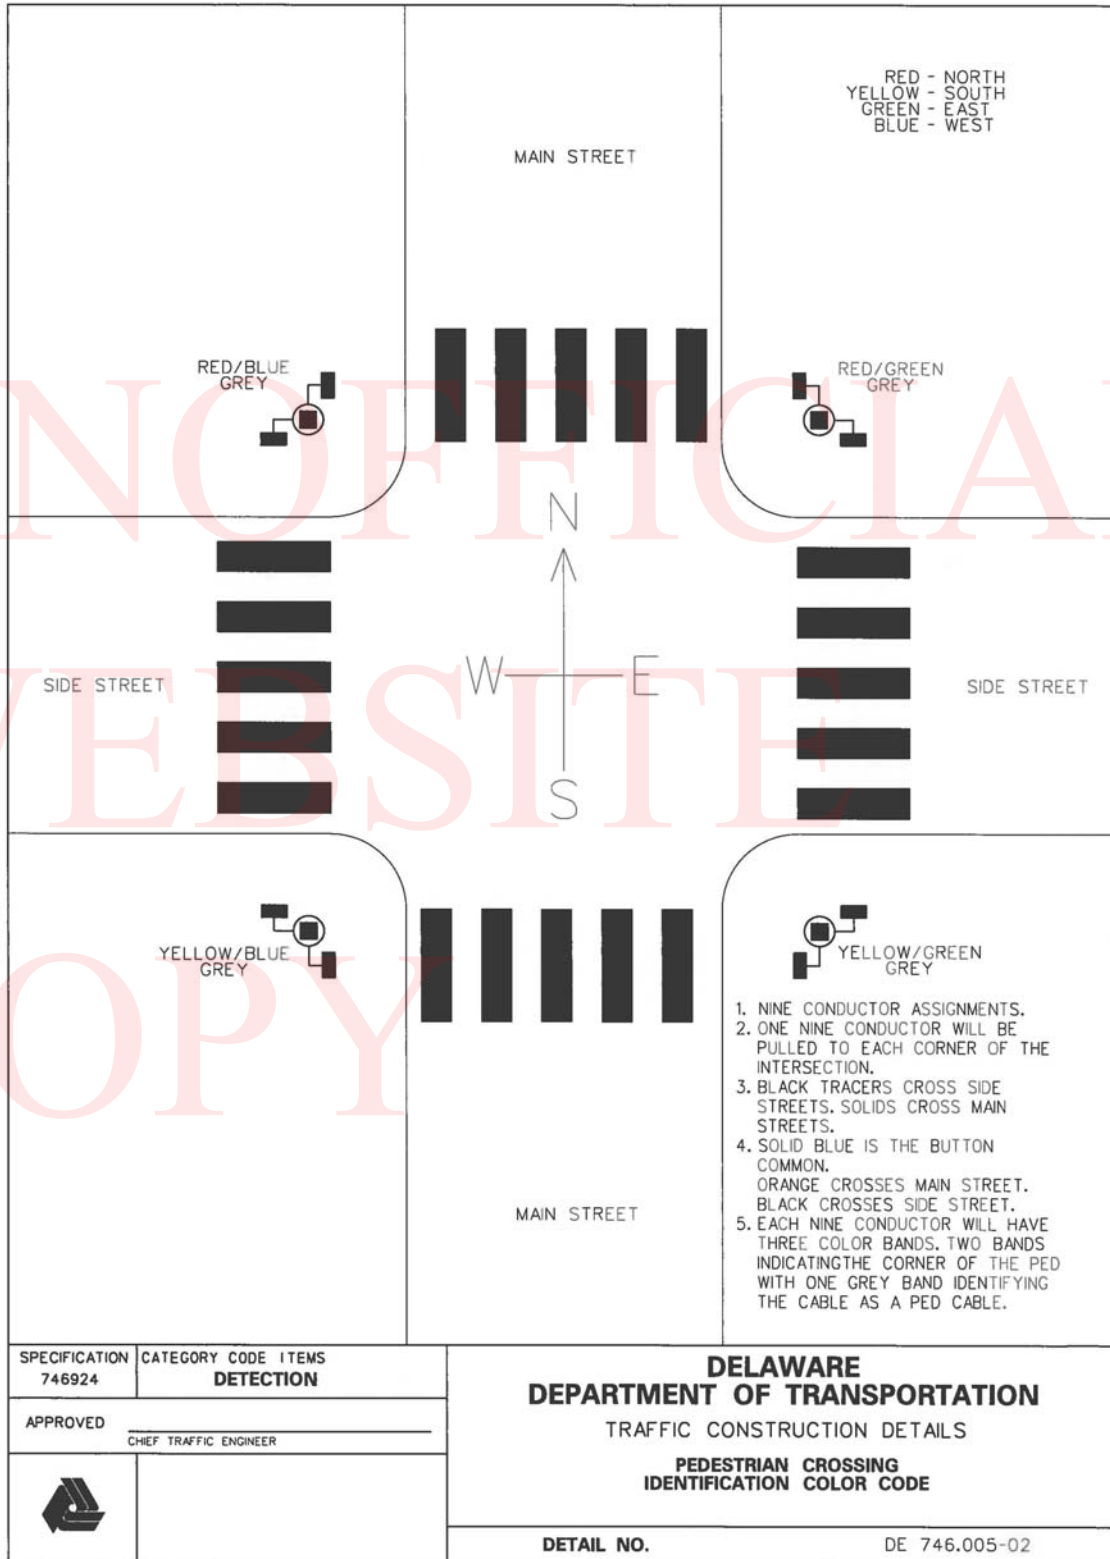 RED - NORTH
YELLOW - SOUTH
GREEN - EAST
BLUE - WEST
MAIN STREET
RED/BLUE
GREY
RED/GREEN
GREY
NOFFICIA
N
W
E
S
SIDE STREET
SIDE STREET
WEBSITE
YELLOW/BLUE
GREY
YELLOW/GREEN
GREY
OPY
1. NINE CONDUCTOR ASSIGNMENTS.
2. ONE NINE CONDUCTOR WILL BE
PULLED TO EACH CORNER OF THE
INTERSECTION.
3. BLACK TRACERS CROSS SIDE
STREETS. SOLIDS CROSS MAIN
STREETS.
4. SOLID BLUE IS THE BUTTON
COMMON.
ORANGE CROSSES MAIN STREET.
BLACK CROSSES SIDE STREET.
5. EACH NINE CONDUCTOR WILL HAVE
THREE COLOR BANDS. TWO BANDS
INDICATINGTHE CORNER OF THE PED
WITH ONE GREY BAND IDENTIFYING
THE CABLE AS A PED CABLE.
MAIN STREET
SPECIFICATION
746924
CATEGORY CODE ITEMS
DETECTION
APPROVED
CHIEF TRAFFIC ENGINEER
DELAWARE
DEPARTMENT OF TRANSPORTATION
TRAFFIC CONSTRUCTION DETAILS
PEDESTRIAN CROSSING
IDENTIFICATION COLOR CODE
DETAIL NO. DE 746.005-02